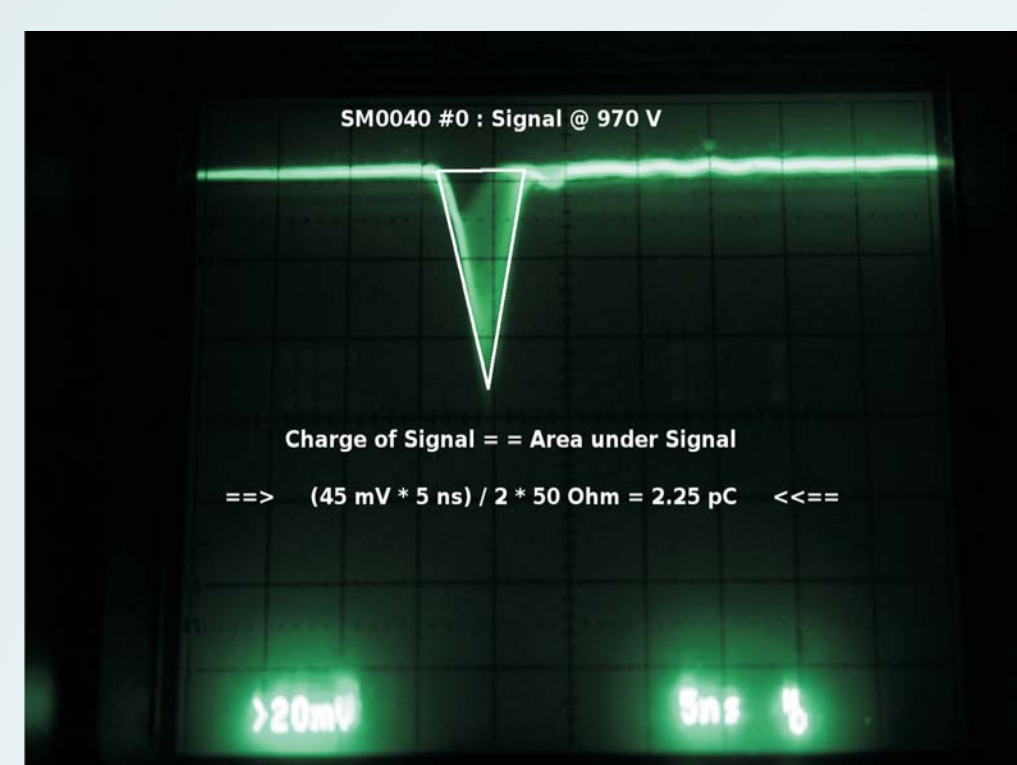 SM0040 #0 : Signal @ 970 V
Charge of Signal = = Area under Signal
==> (45 mV * 5 ns) / 2 * 50 Ohm = 2.25 pC <<==
>20mV 5ns